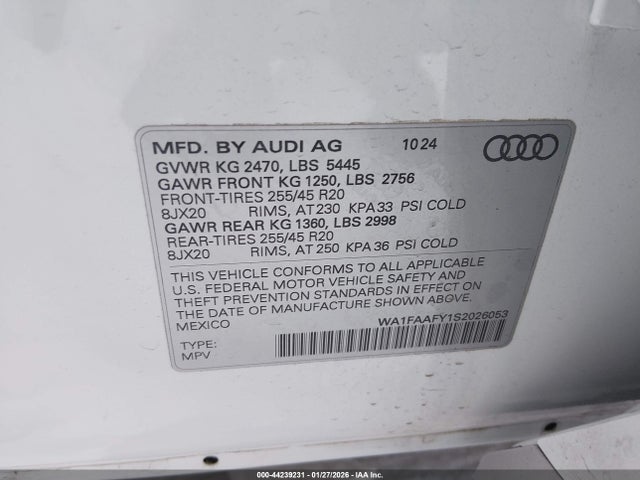 MFD. BY AUDI AG 10 24
GVWR KG 2470, LBS 5445
GAWR FRONT KG 1250, LBS 2756
FRONT-TIRES 255/45 R20
8JX20 RIMS, AT 230 KPA 33 PSI COLD
GAWR REAR KG 1360, LBS 2998
REAR-TIRES 255/45 R20
8JX20 RIMS, AT 250 KPA 36 PSI COLD
THIS VEHICLE CONFORMS TO ALL APPLICABLE
U.S. FEDERAL MOTOR VEHICLE SAFETY, BUMPER, AND
THEFT PREVENTION STANDARDS IN EFFECT
ON THE DATE OF MANUFACTURE SHOWN ABOVE.
MEXICO
WA1FAAFY1S2026053
TYPE:
MPV
000-44239231 | 01/27/2026 | IAA Inc.